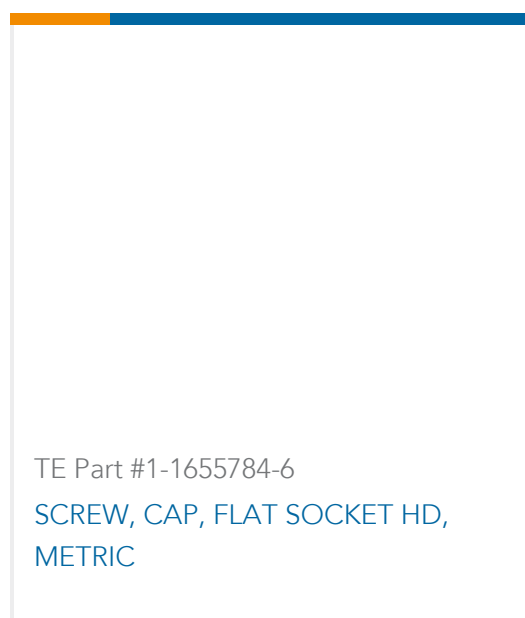 TE Part #1-1655784-6
SCREW, CAP, FLAT SOCKET HD,
METRIC